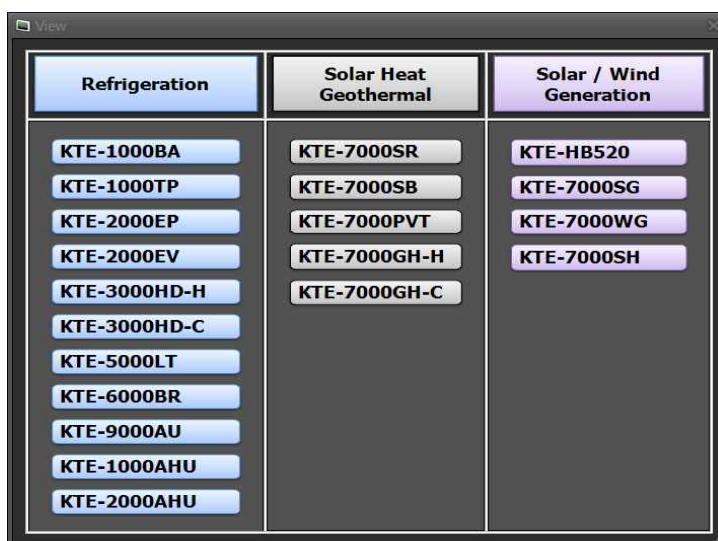 View
Refrigeration
Solar Heat
Geothermal
Solar / Wind
Generation
KTE-1000BA
KTE-1000TP
KTE-2000EP
KTE-2000EV
KTE-3000HD-H
KTE-3000HD-C
KTE-5000LT
KTE-6000BR
KTE-9000AU
KTE-1000AHU
KTE-2000AHU
KTE-7000SR
KTE-7000SB
KTE-7000PVT
KTE-7000GH-H
KTE-7000GH-C
KTE-HB520
KTE-7000SG
KTE-7000WG
KTE-7000SH